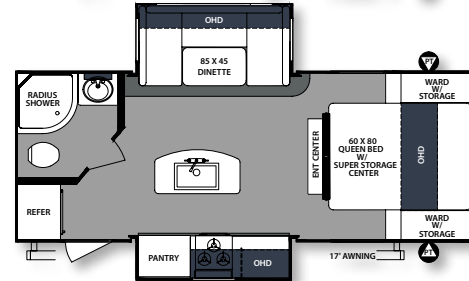 OHD
85 X 45
DINETTE
PT
RADIUS
SHOWER
WARD
W/
STORAGE
ENT CENTER
60 X 80
QUEEN BED
W/
SUPER STORAGE
CENTER
OHD
REFER
WARD
W/
STORAGE
PANTRY
OHD
17' AWNING
PT